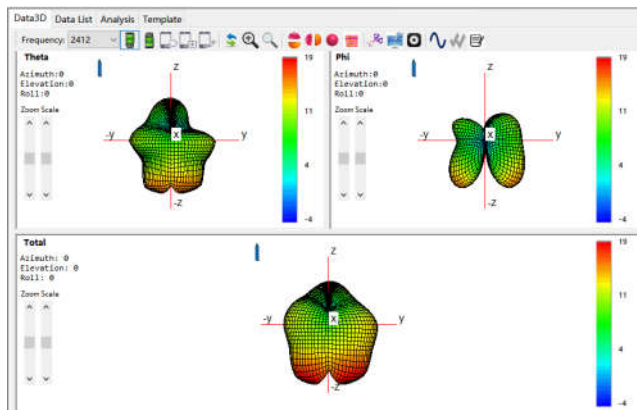 Data3D Data List Analysis Template
Frequency: 2412
Theta
Azimuth:0
Elevation:0
Roll:0
Zoom Scale
z
-y x y
-z
19
11
4
-4
Phi
Azimuth:0
Elevation:0
Roll:0
Zoom Scale
z
-y x y
-z
19
11
4
-4
Total
Azimuth: 0
Elevation: 0
Roll: 0
Zoom Scale
z
-y x y
-z
19
11
4
-4